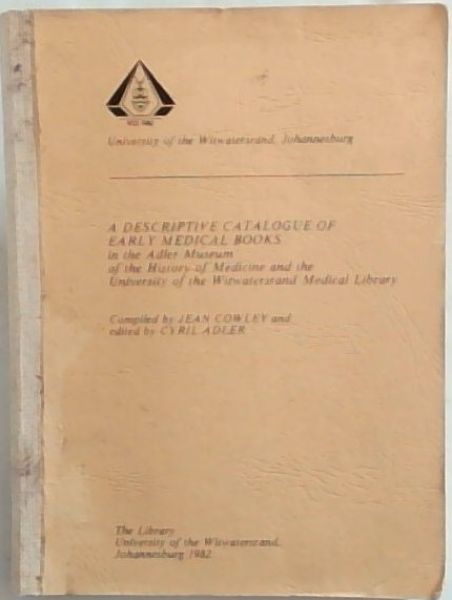 University of the Witwatersrand, Johannesburg
A DESCRIPTIVE CATALOGUE OF
EARLY MEDICAL BOOKS
in the Adler Museum
of the History of Medicine and the
University of the Witwatersrand Medical Library
Compiled by JEAN COWLEY and
edited by CYRIL ADLER
The Library
University of the Witwatersrand,
Johannesburg 1982